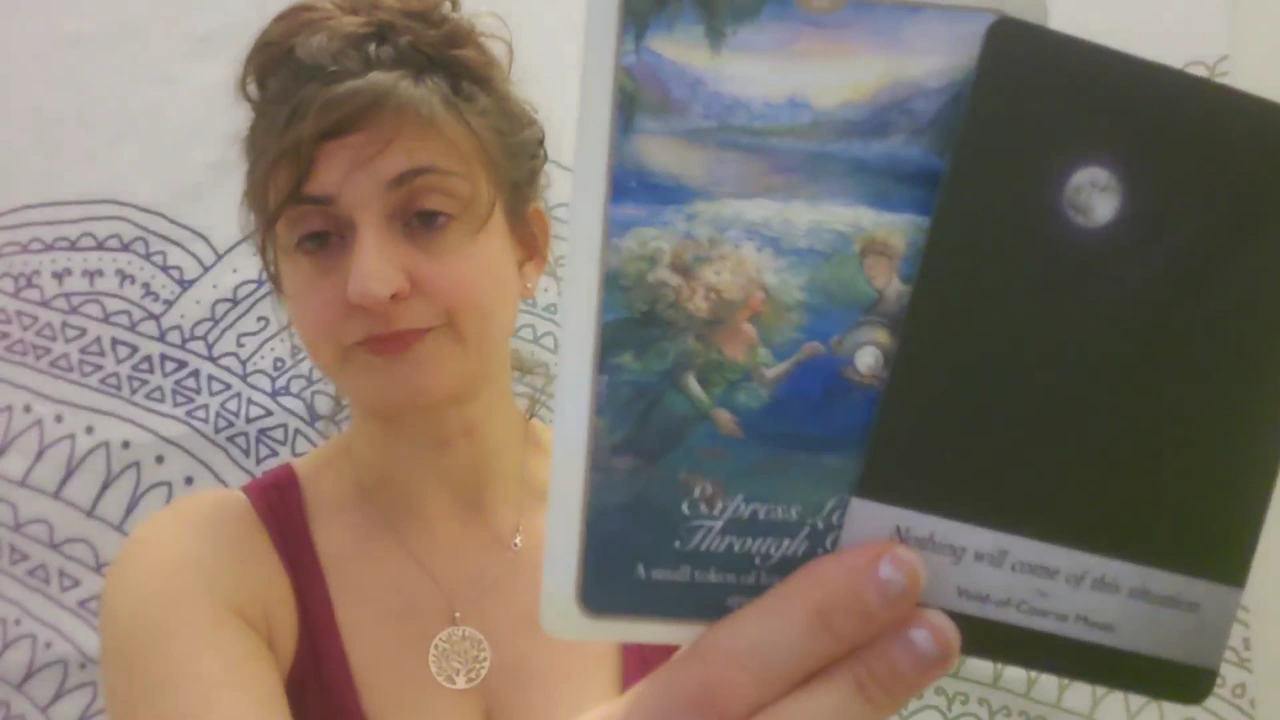 Express
Through
A small token of
Nothing will come of this situation
Void-of-Course Moon